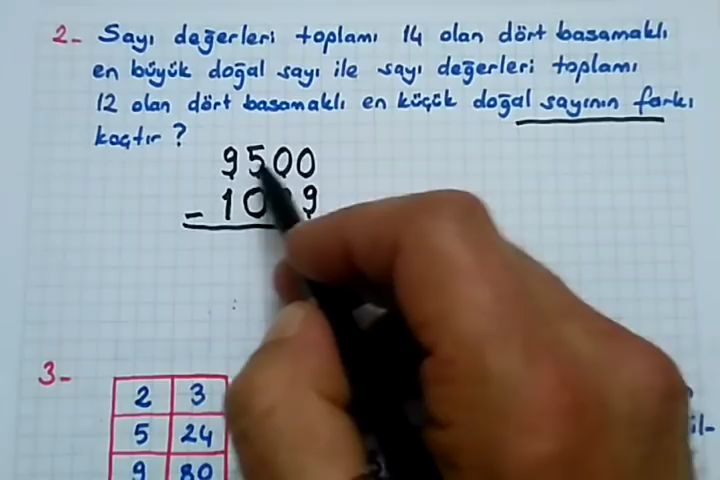 2- Sayı değerleri toplamı 14 olan dört basamaklı
en büyük doğal sayı ile sayı değerleri toplamı
12 olan dört basamaklı en küçük doğal sayının farkı
kaçtır ?
9500
- 10 9
3-
2 3
5 24
9 80